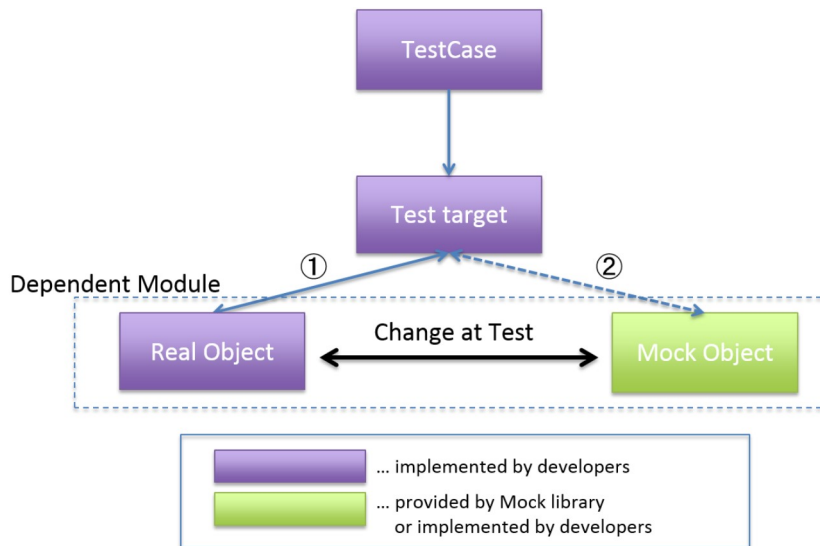 TestCase
Test target
①
②
Dependent Module
Real Object
Change at Test
Mock Object
... implemented by developers
... provided by Mock library
or implemented by developers